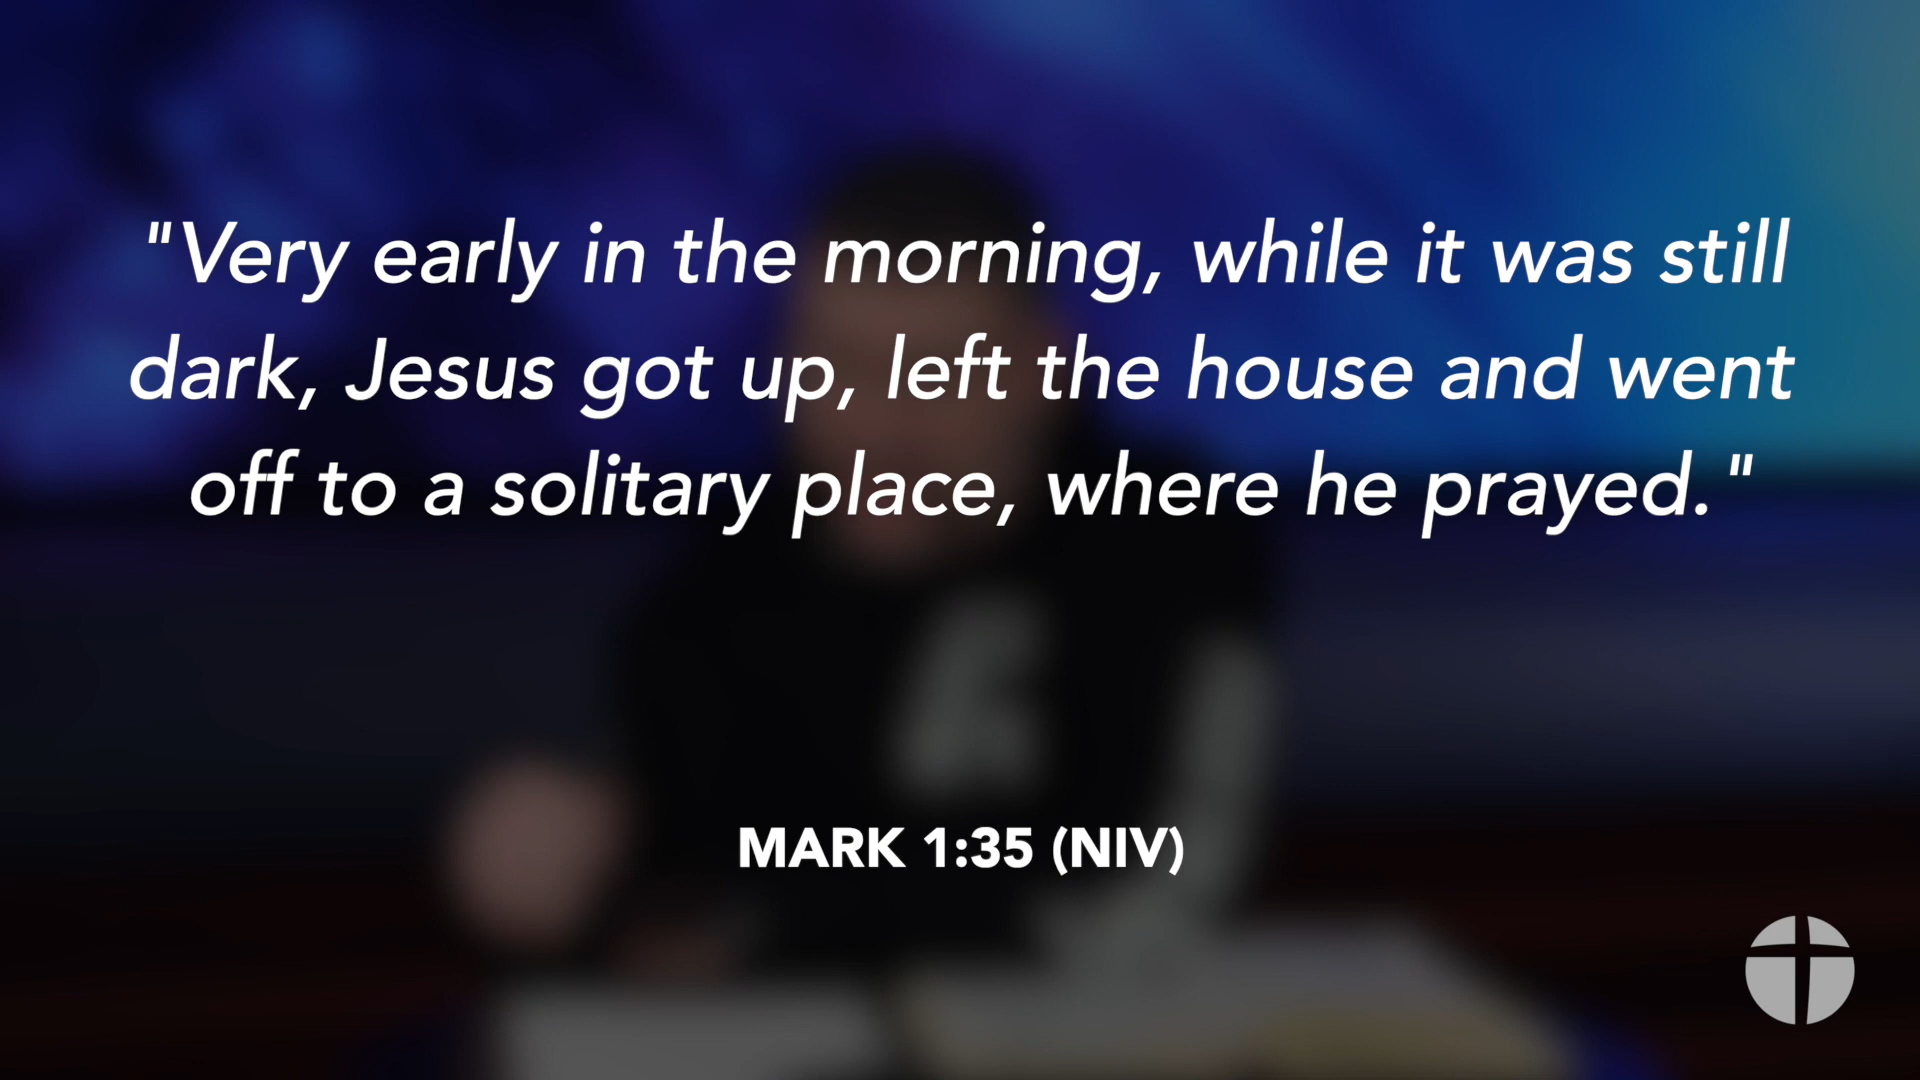 "Very early in the morning, while it was still
dark, Jesus got up, left the house and went
off to a solitary place, where he prayed."
MARK 1:35 (NIV)